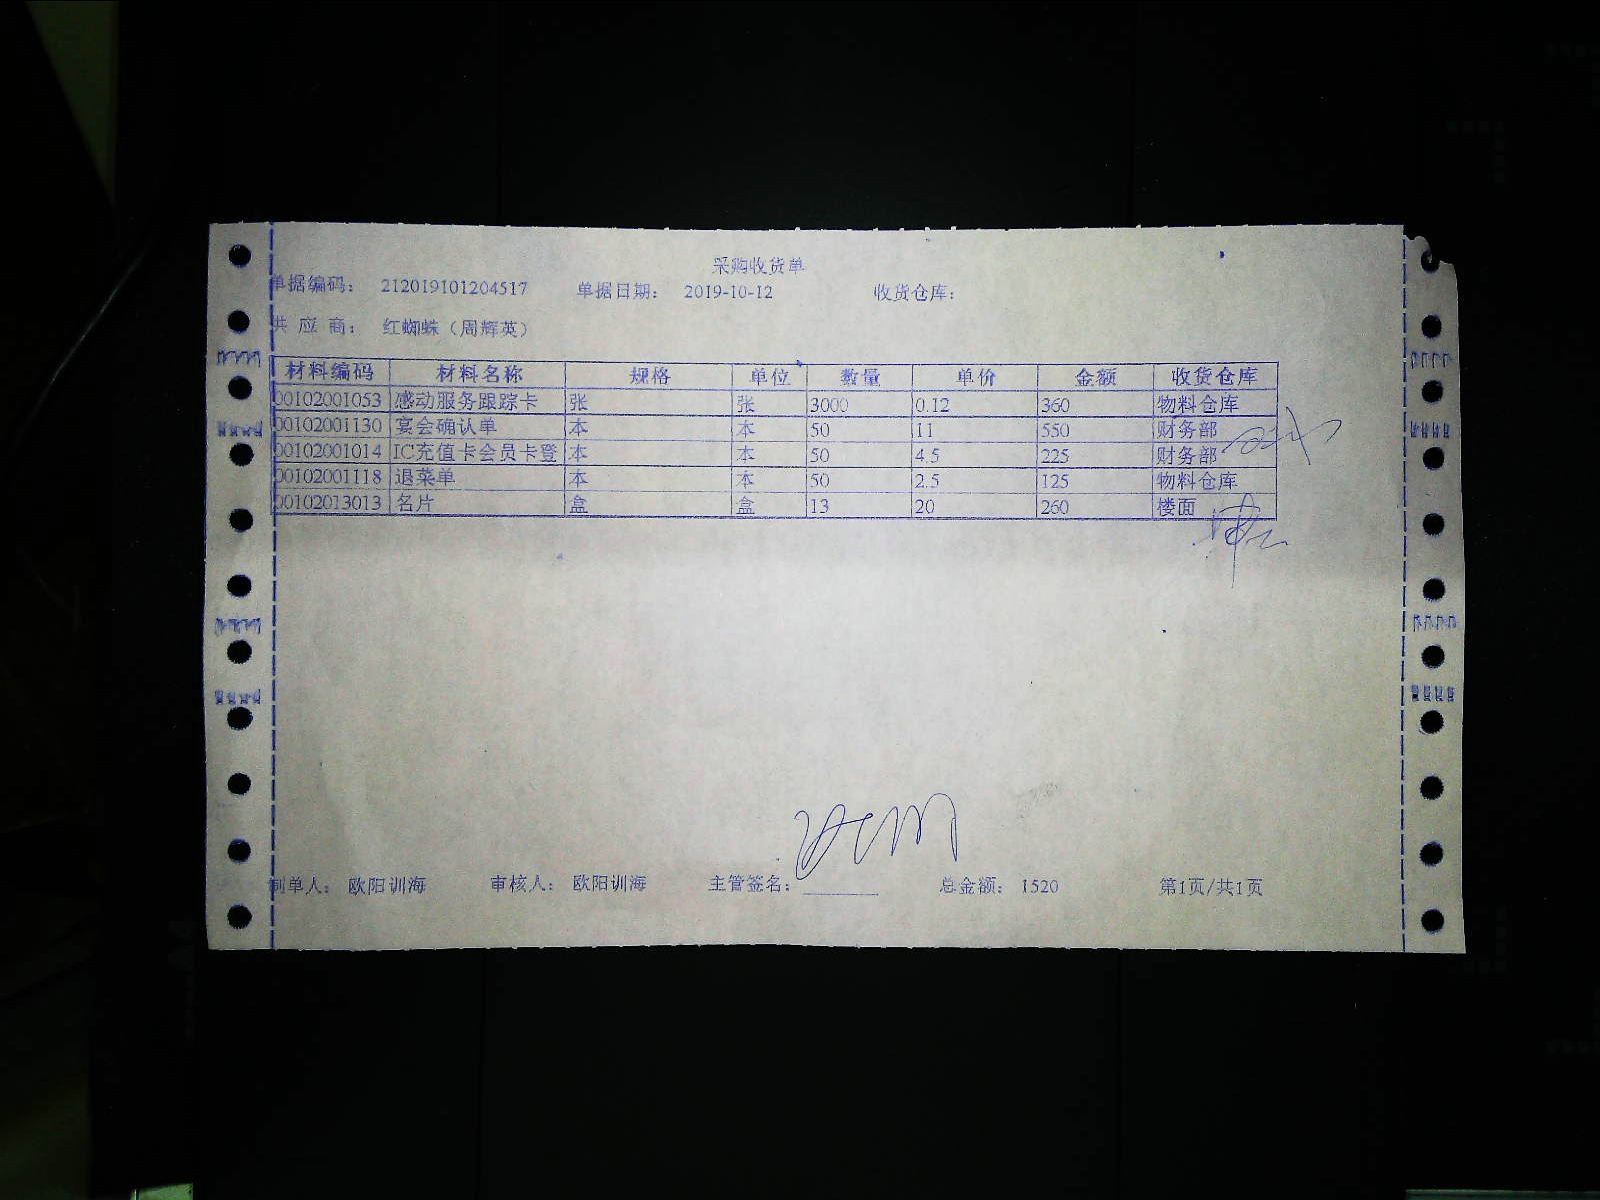 采购收货单
单据编码： 212019101204517 单据日期： 2019-10-12 收货仓库：
供 应 商： 红蜘蛛（周辉英）
材料编码 材料名称 规格 单位 数量 单价 金额 收货仓库
00102001053 感动服务跟踪卡 张 张 3000 0.12 360 物料仓库
00102001130 宴会确认单 本 本 50 11 550 财务部
00102001014 IC充值卡会员卡登 本 本 50 4.5 225 财务部
00102001118 退菜单 本 本 50 2.5 125 物料仓库
00102013013 名片 盒 盒 13 20 260 楼面
制单人： 欧阳训海 审核人： 欧阳训海 主管签名： 总金额： 1520 第1页/共1页